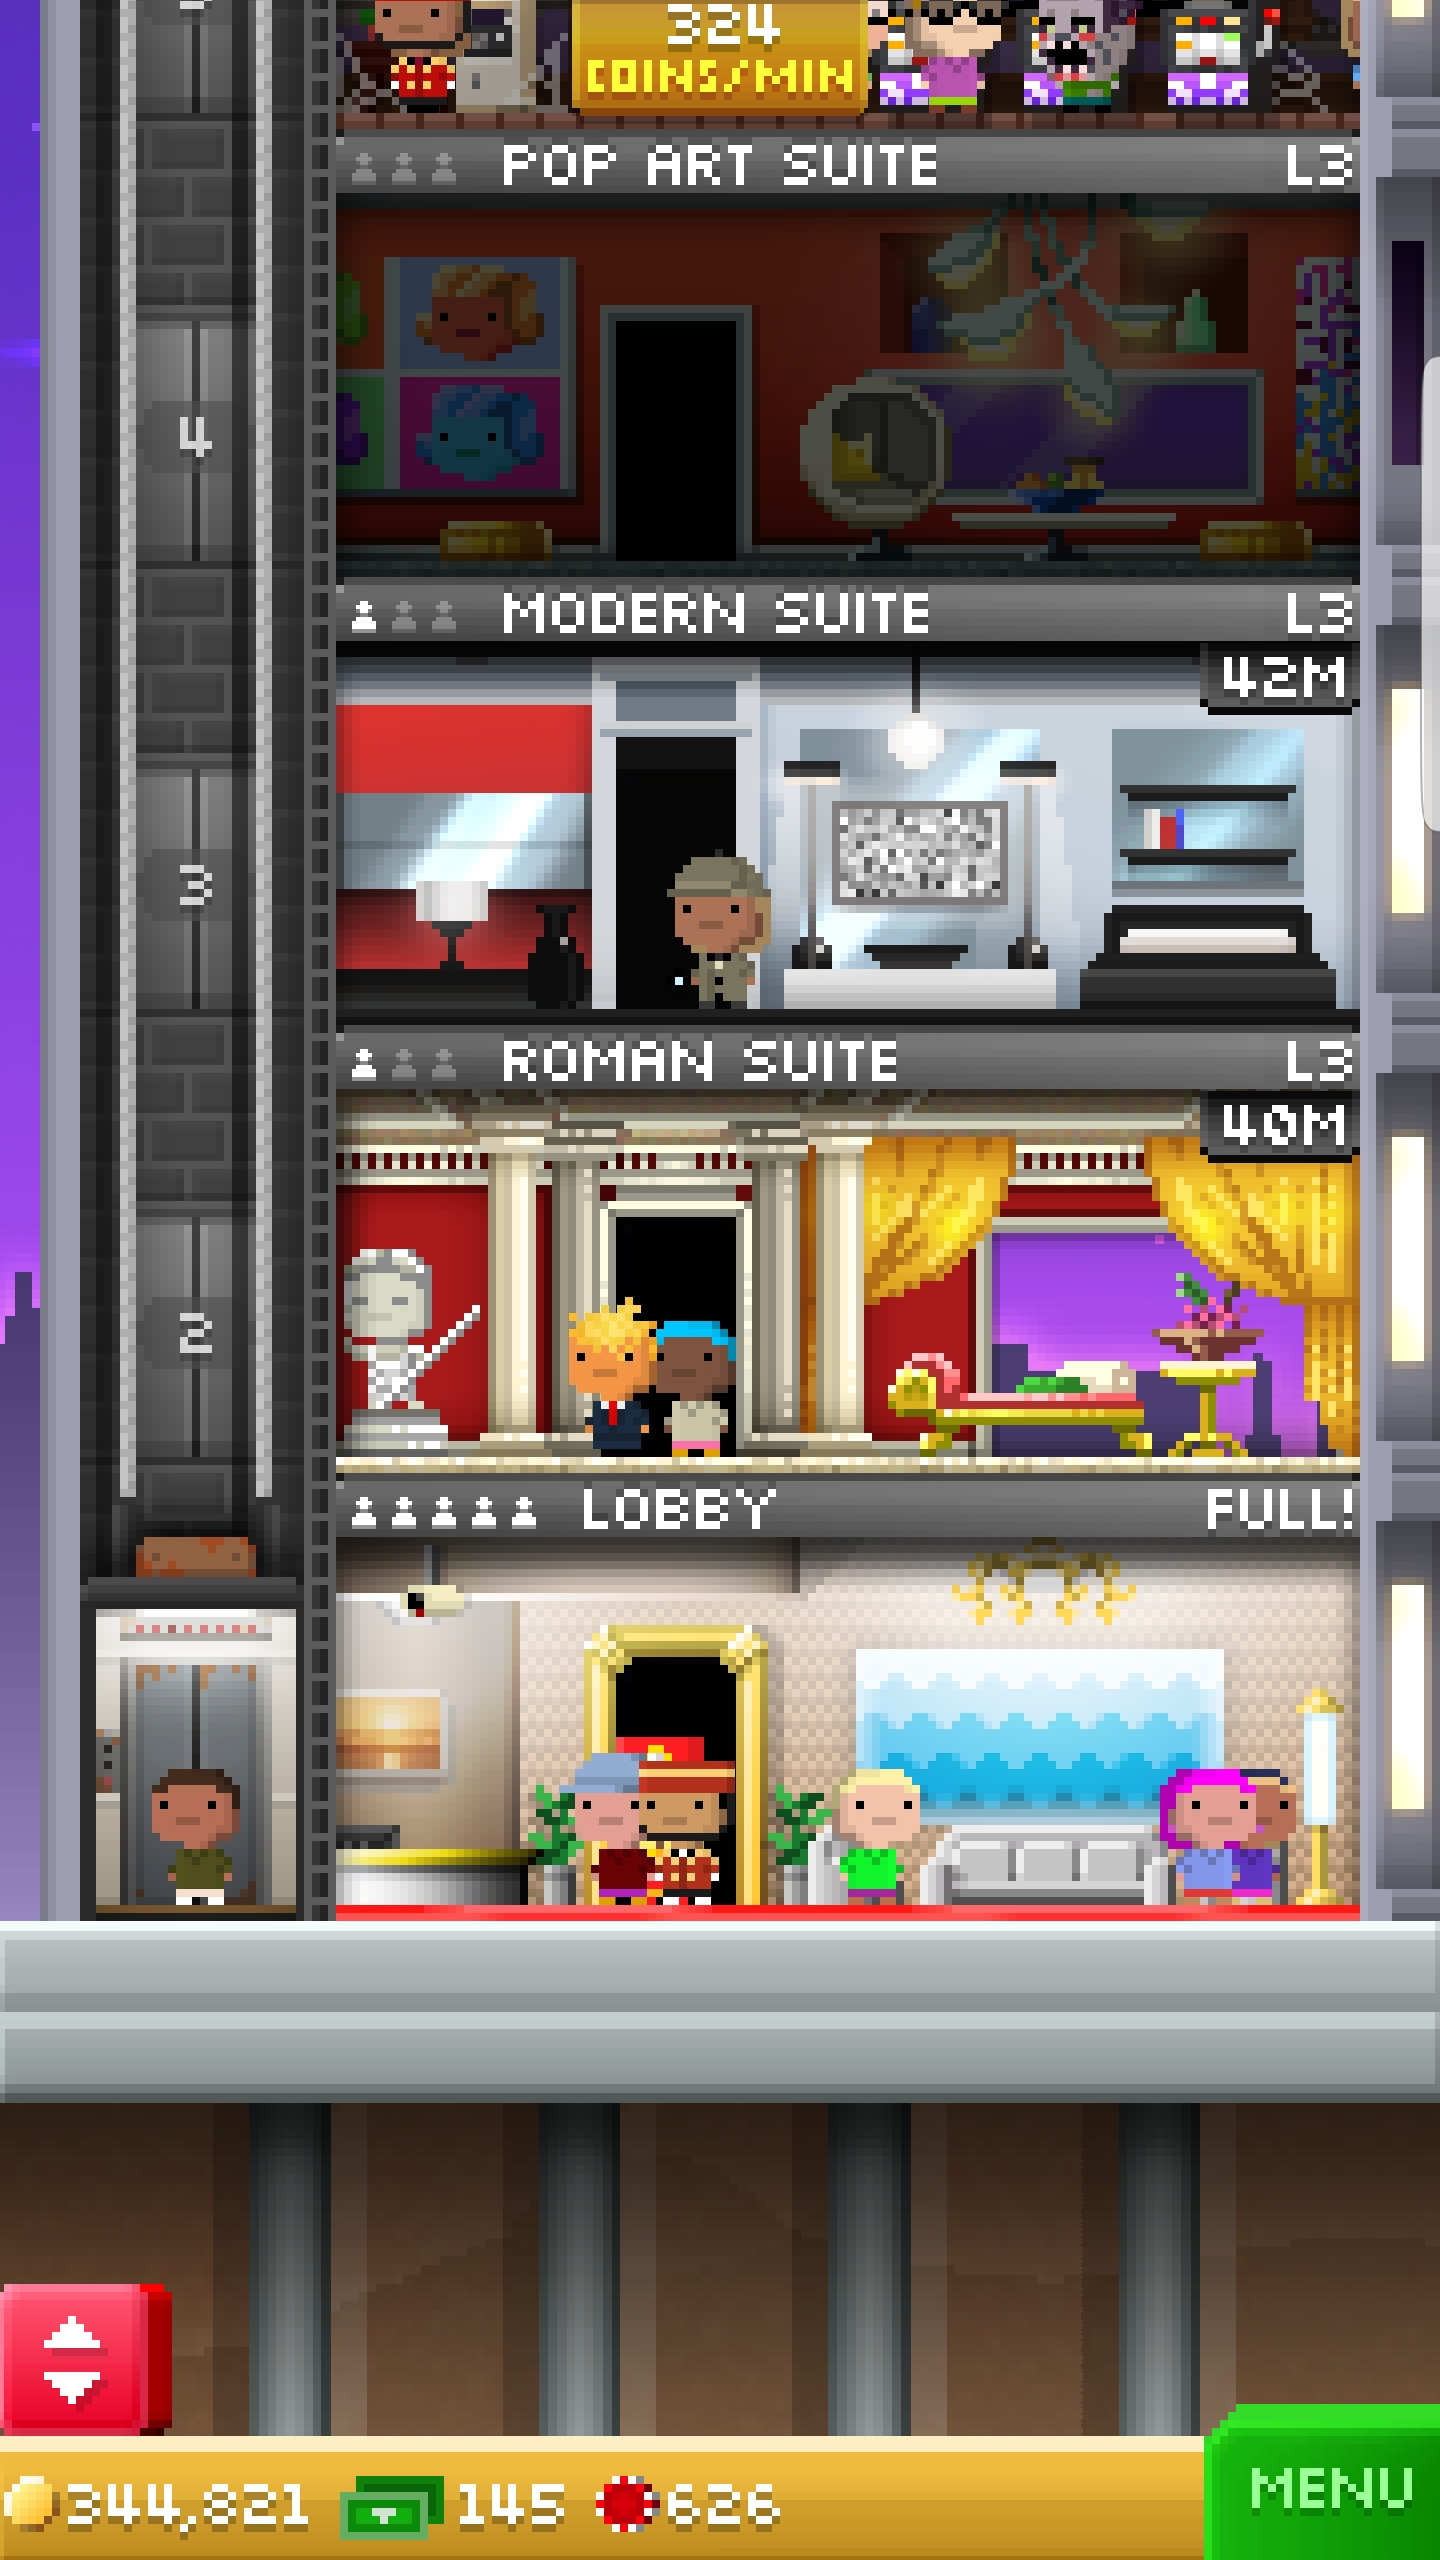 324
COINS/MIN
POP ART SUITE L3
4
MODERN SUITE L3
42M
3
ROMAN SUITE L3
40M
2
LOBBY FULL!
344,821 145 626
MENU